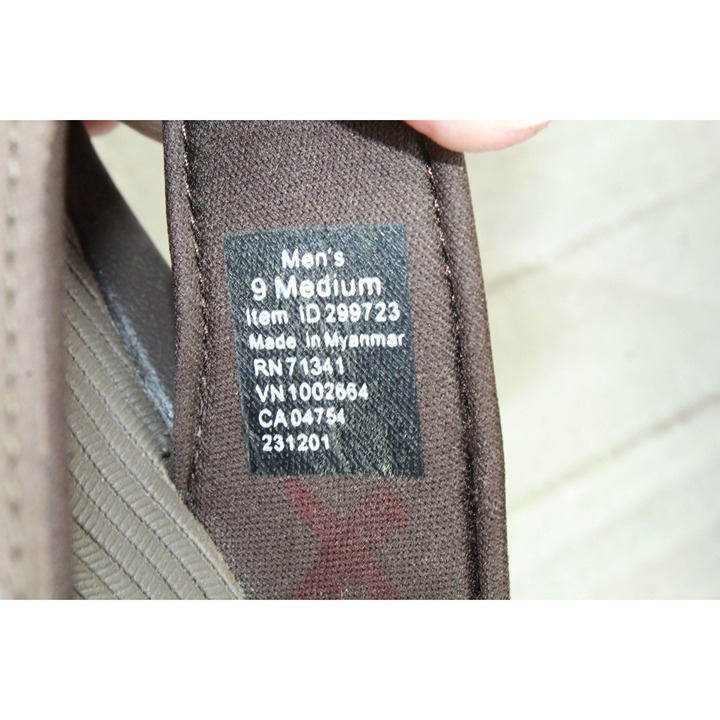 Men's
9 Medium
Item ID 299723
Made in Myanmar
RN 71341
VN 1002664
CA 04754
231201